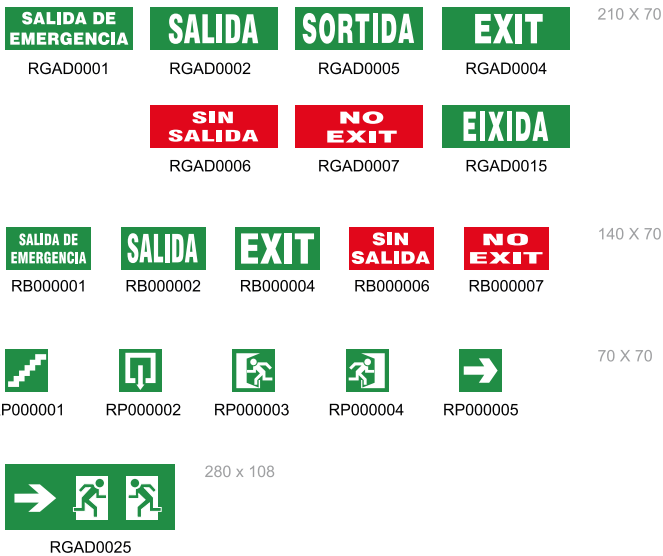 SALIDA DE
EMERGENCIA
SALIDA
SORTIDA
EXIT
210 X 70
RGAD0001
RGAD0002
RGAD0005
RGAD0004
SIN
SALIDA
NO
EXIT
EIXIDA
RGAD0006
RGAD0007
RGAD0015
SALIDA DE
EMERGENCIA
SALIDA
EXIT
SIN
SALIDA
NO
EXIT
140 X 70
RB000001
RB000002
RB000004
RB000006
RB000007
70 X 70
RP000001
RP000002
RP000003
RP000004
RP000005
280 x 108
RGAD0025